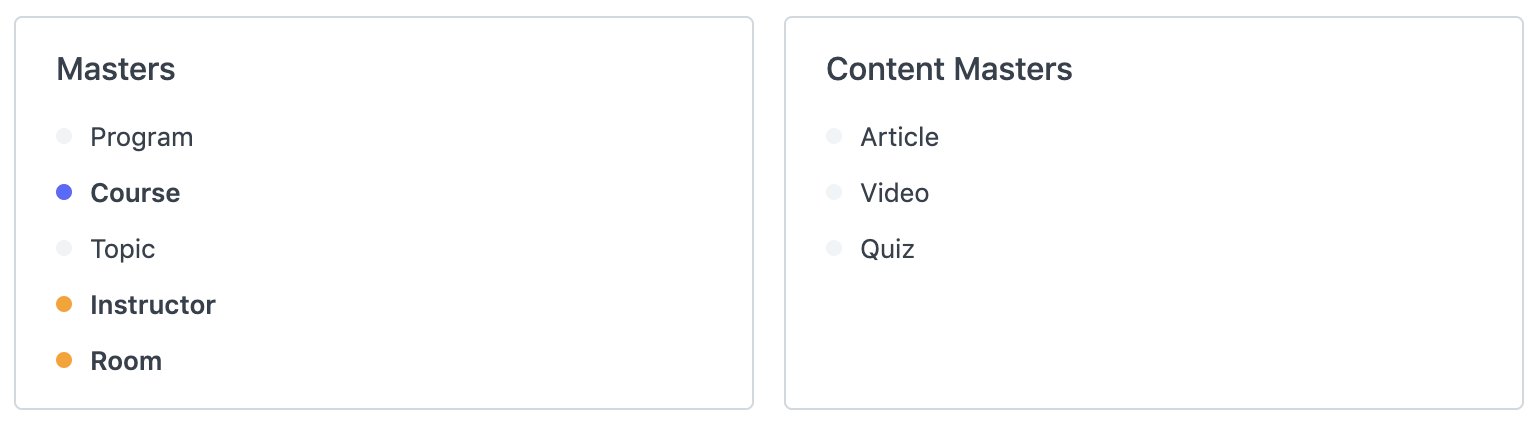 Masters
Program
Course
Topic
Instructor
Room
Content Masters
Article
Video
Quiz